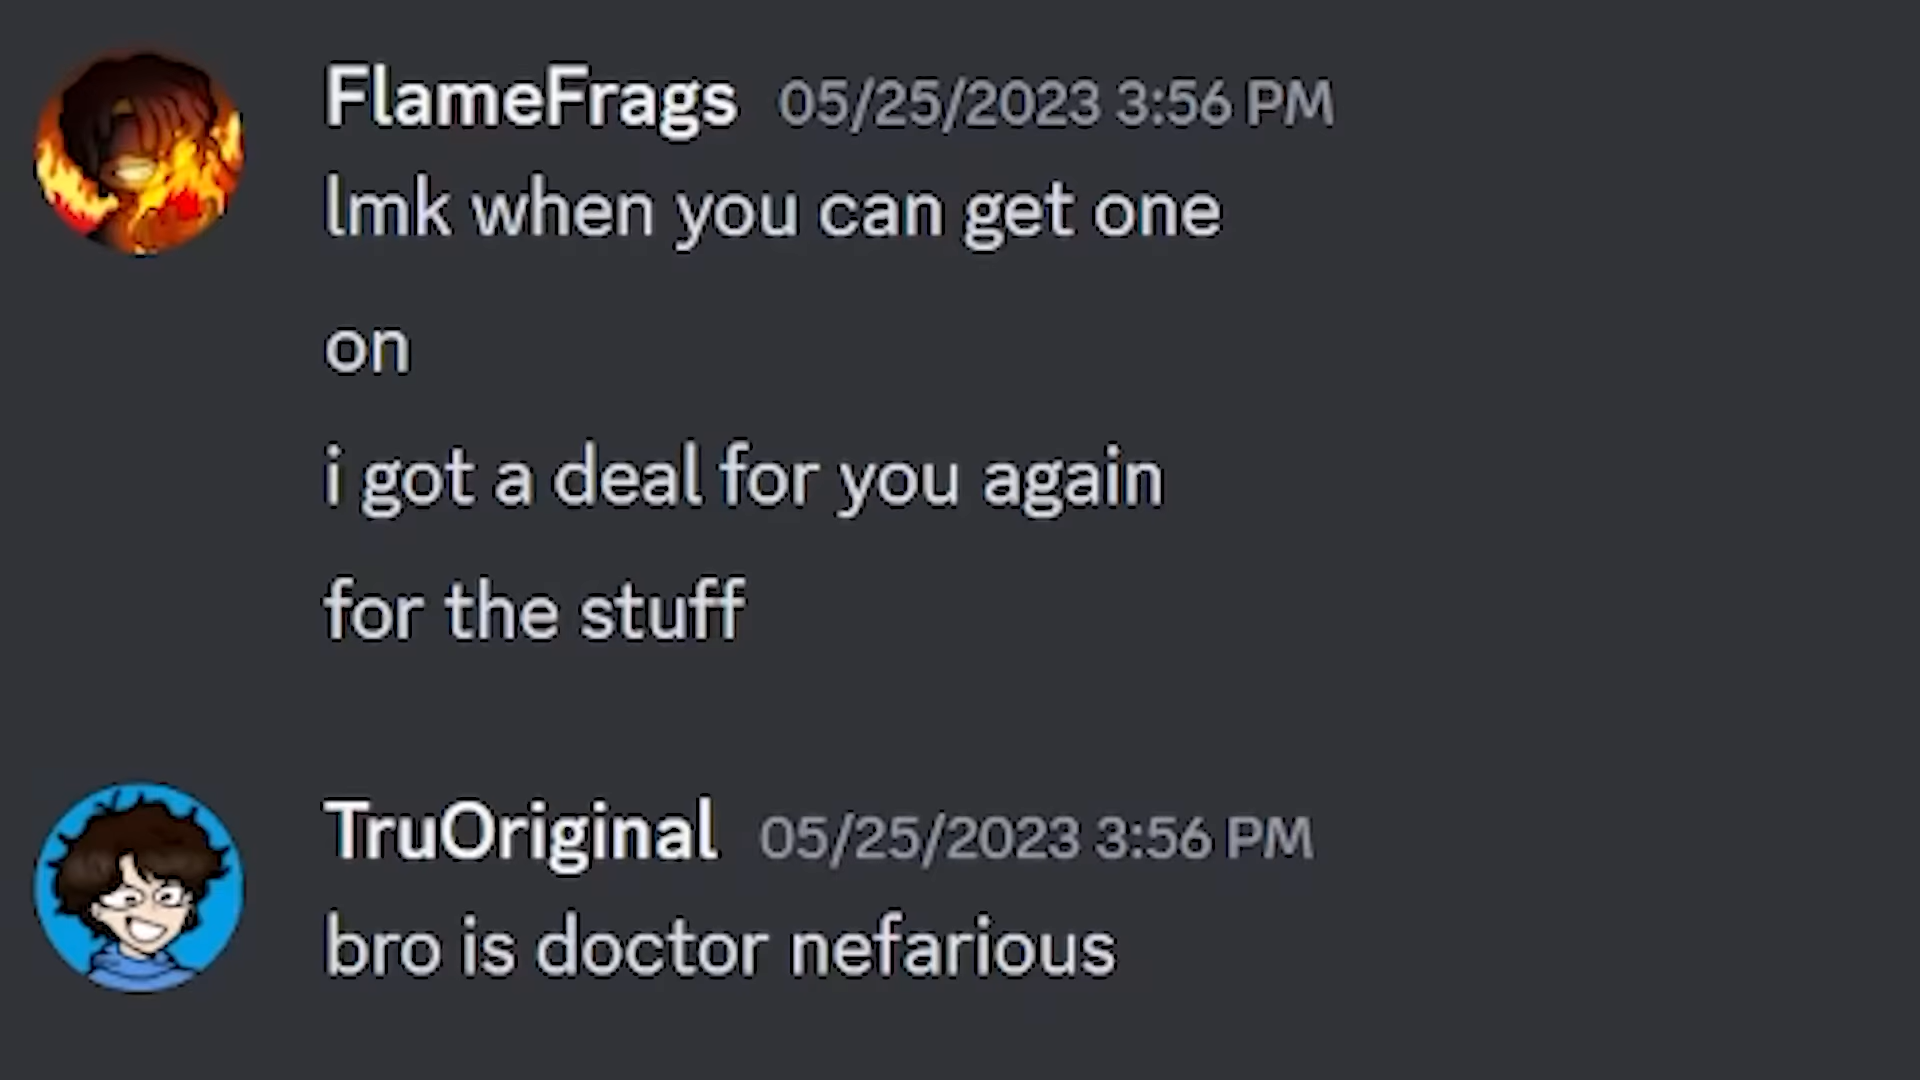 FlameFrags 05/25/2023 3:56 PM
lmk when you can get one
on
i got a deal for you again
for the stuff
TruOriginal 05/25/2023 3:56 PM
bro is doctor nefarious